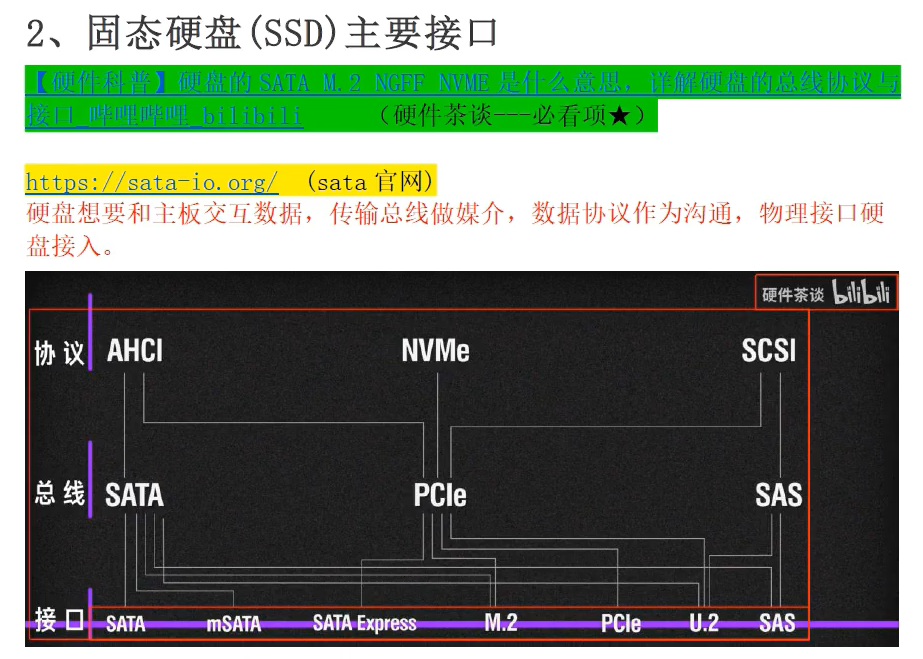 2、固态硬盘(SSD)主要接口
【硬件科普】硬盘的 SATA M.2 NGFF NVME 是什么意思，详解硬盘的总线协议与
接口_哔哩哔哩_bilibili （硬件茶谈---必看项★）
https://sata-io.org/ (sata 官网)
硬盘想要和主板交互数据，传输总线做媒介，数据协议作为沟通，物理接口硬
盘接入。
硬件茶谈 bilibili
协议 AHCI NVMe SCSI
总线 SATA PCIe SAS
接口 SATA mSATA SATA Express M.2 PCIe U.2 SAS